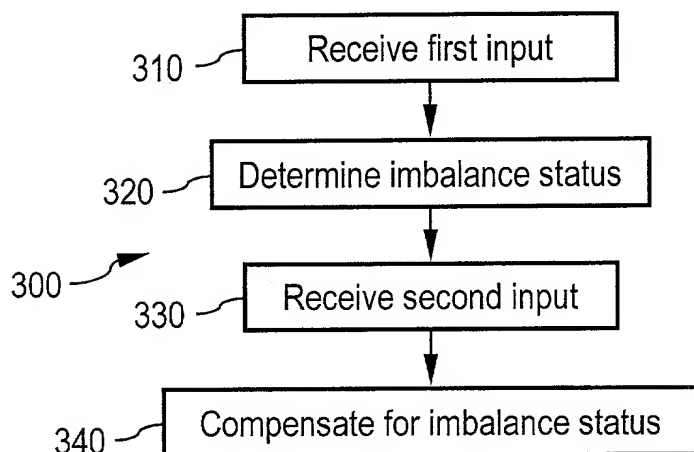 310 Receive first input
320 Determine imbalance status
300
330 Receive second input
340 Compensate for imbalance status